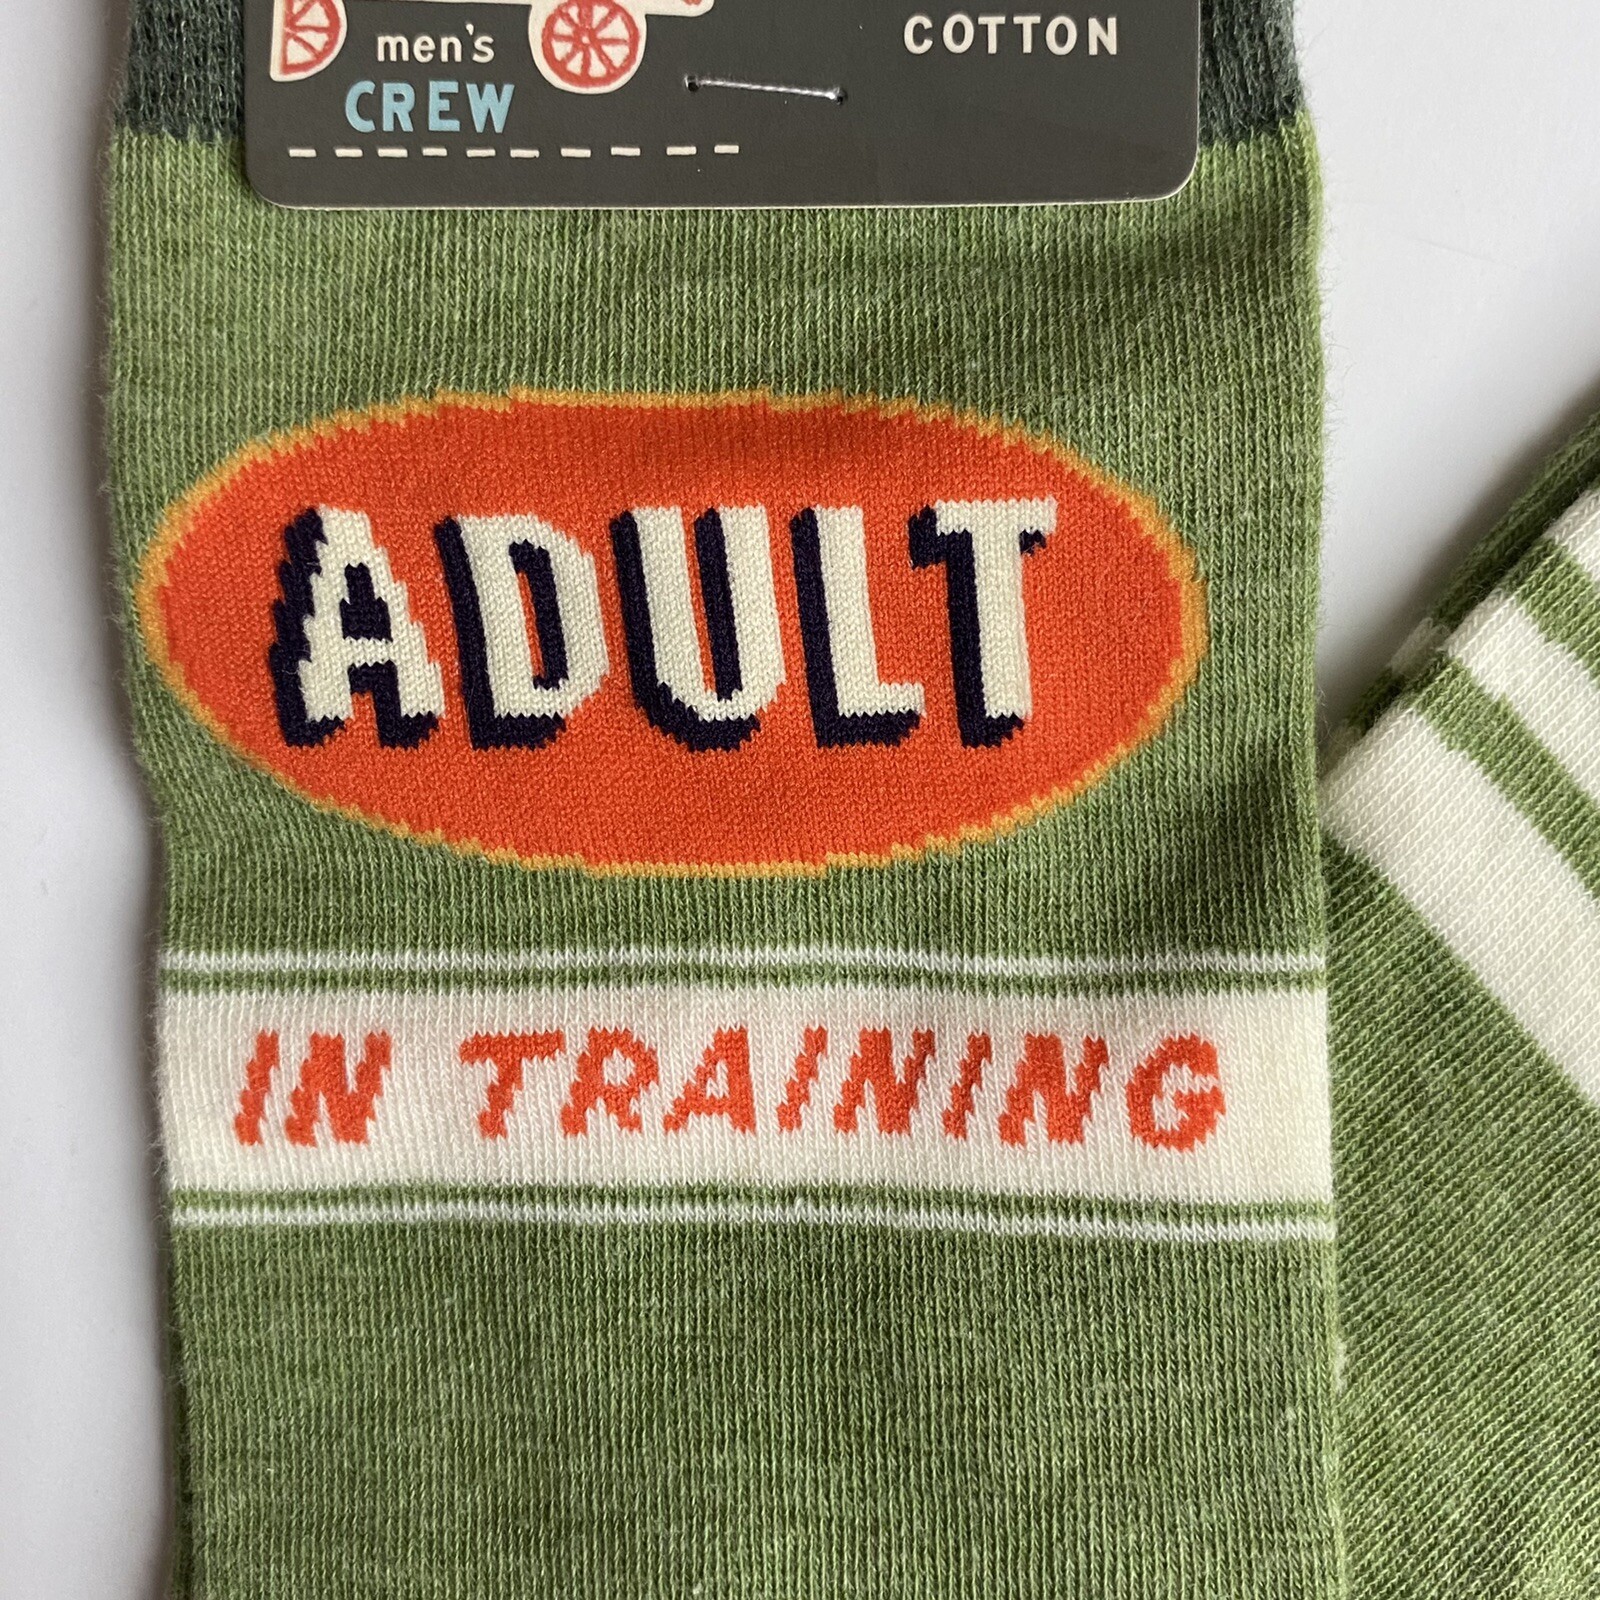 men's
CREW
COTTON
ADULT
IN TRAINING